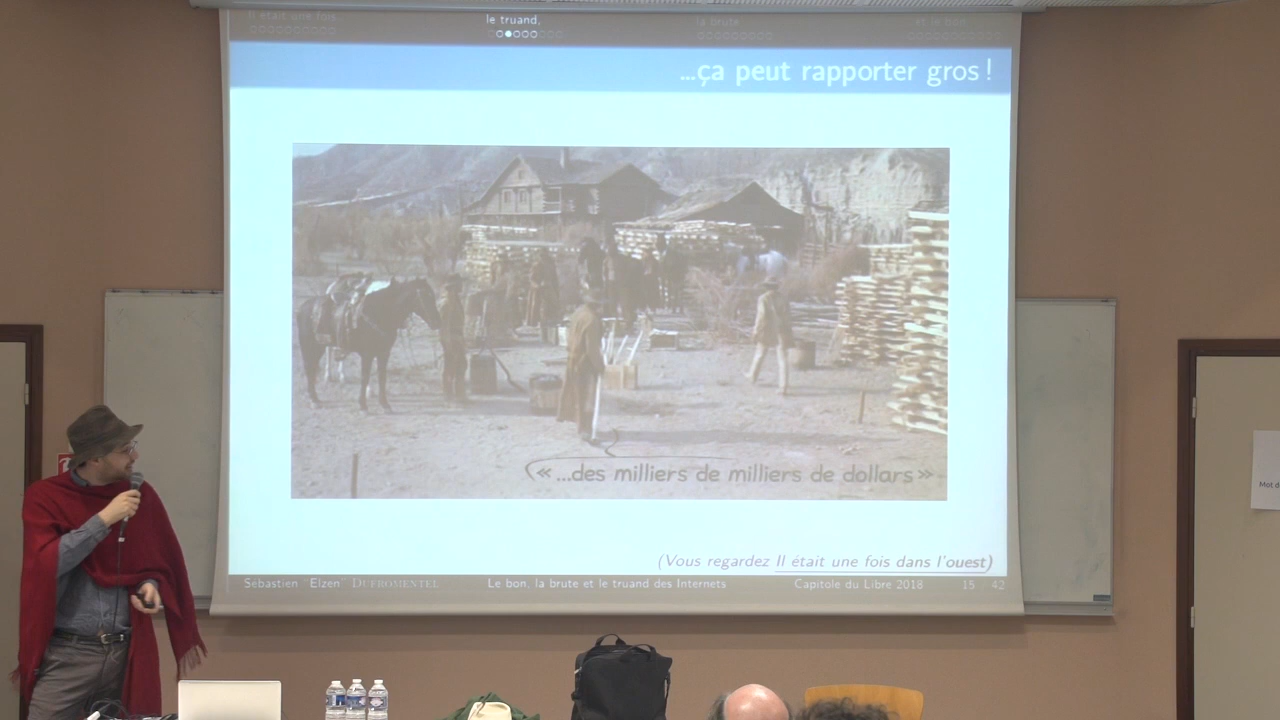 Il était une fois...
le truand,
la brute
et le bon
...ça peut rapporter gros !
« ...des milliers de milliers de dollars »
(Vous regardez Il était une fois dans l'ouest)
Sébastien "Elzen" DUFROMENTEL
Le bon, la brute et le truand des Internets
Capitole du Libre 2018
15 42
Mot d